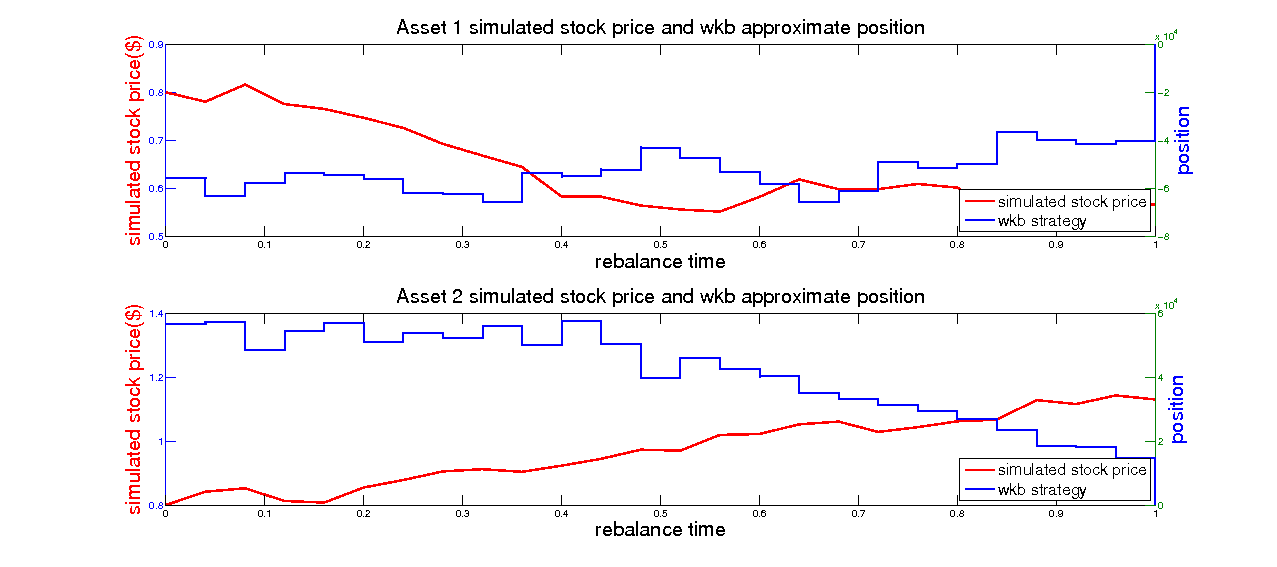 Asset 1 simulated stock price and wkb approximate position
x 10^4
simulated stock price($)
0.9
0.8
0.7
0.6
0.5
0
-2
-4
-6
-8
position
simulated stock price
wkb strategy
0 0.1 0.2 0.3 0.4 0.5 0.6 0.7 0.8 0.9 1
rebalance time
Asset 2 simulated stock price and wkb approximate position
x 10^4
simulated stock price($)
1.4
1.2
1
0.8
6
4
2
0
position
simulated stock price
wkb strategy
0 0.1 0.2 0.3 0.4 0.5 0.6 0.7 0.8 0.9 1
rebalance time